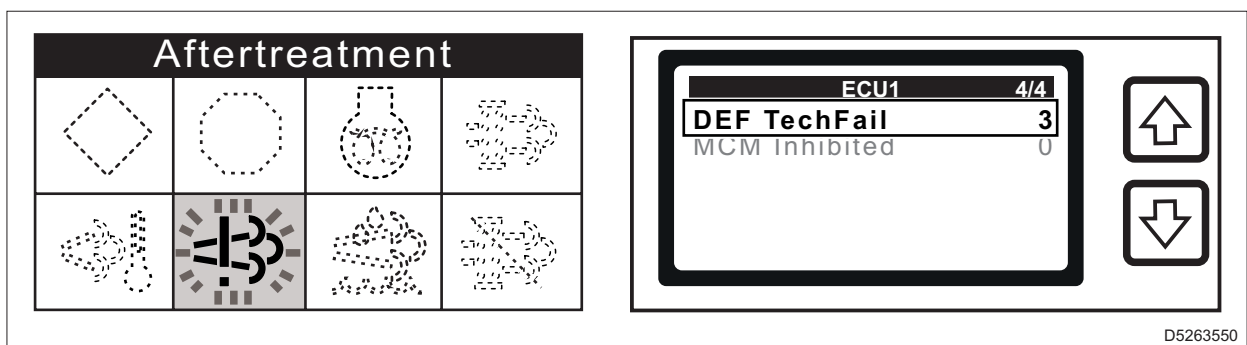 Aftertreatment
ECU1 4/4
DEF TechFail 3
MCM Inhibited 0
D5263550